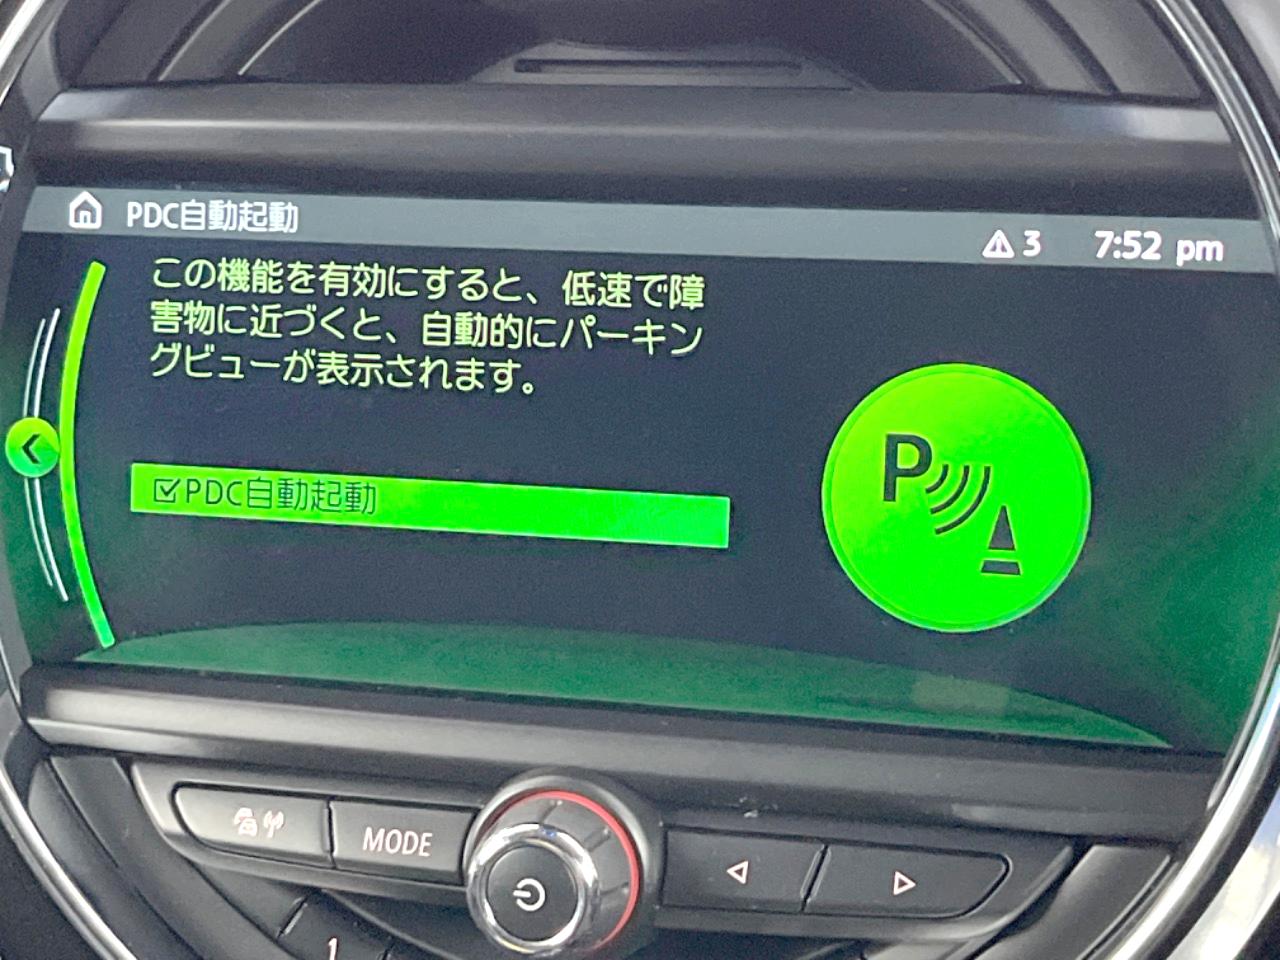 PDC自動起動
3 7:52 pm
この機能を有効にすると、低速で障
害物に近づくと、自動的にパーキン
グビューが表示されます。
PDC自動起動
P
MODE
1